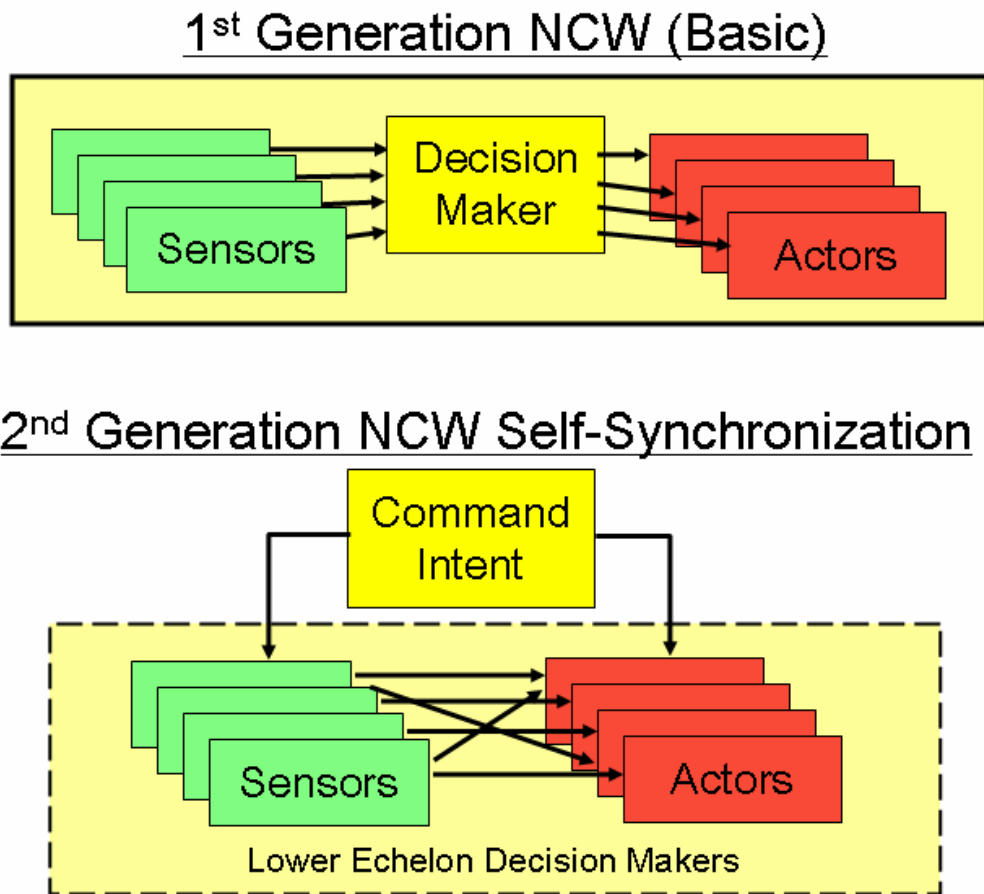 1st Generation NCW (Basic)
Decision
Maker
Sensors
Actors
2nd Generation NCW Self-Synchronization
Command
Intent
Sensors
Actors
Lower Echelon Decision Makers